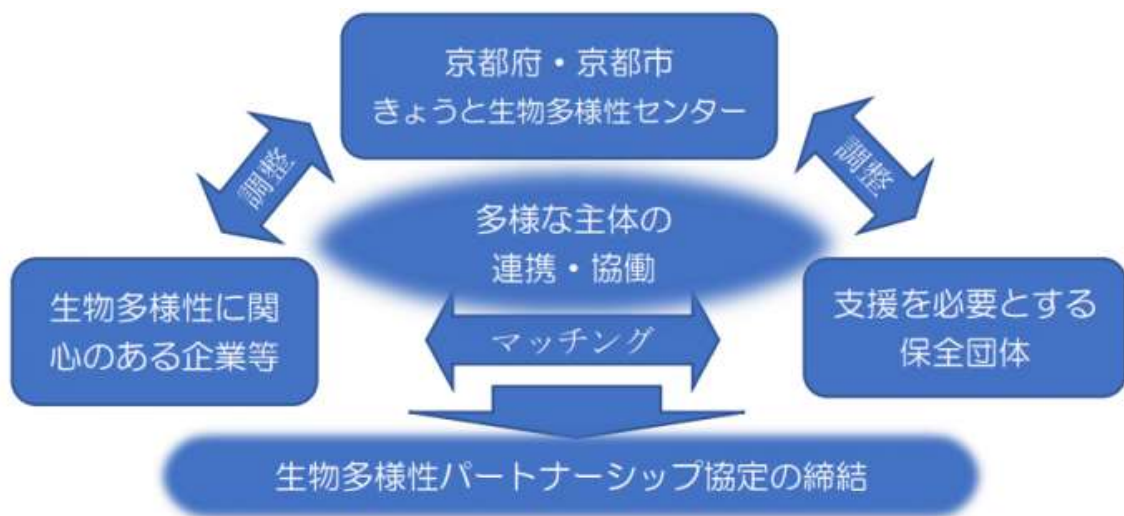 京都府・京都市
きょうと生物多様性センター
調整
調整
多様な主体の
連携・協働
生物多様性に関
心のある企業等
マッチング
支援を必要とする
保全団体
生物多様性パートナーシップ協定の締結